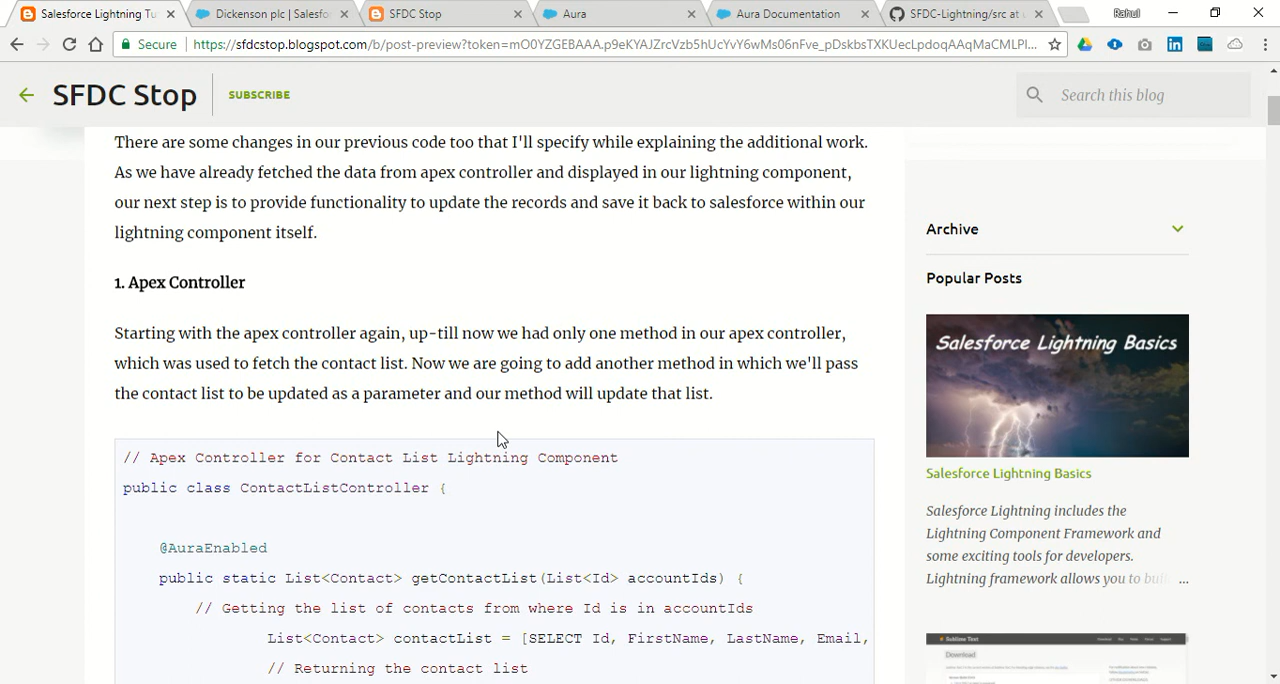 Salesforce Lightning Tu
Dickenson plc | Salesfo
SFDC Stop
Aura
Aura Documentation
SFDC-Lightning/src at
Rahul
Secure
https://sfdcstop.blogspot.com/b/post-preview?token=mO0YZGEBAAA.p9eKYAJZrcVzb5hUcYvY6wMs06nFve_pDskbsTXKUecLpdoqAAqMaCMLPl...
SFDC Stop
SUBSCRIBE
Search this blog
There are some changes in our previous code too that I'll specify while explaining the additional work.
As we have already fetched the data from apex controller and displayed in our lightning component,
our next step is to provide functionality to update the records and save it back to salesforce within our
lightning component itself.
1. Apex Controller
Starting with the apex controller again, up-till now we had only one method in our apex controller,
which was used to fetch the contact list. Now we are going to add another method in which we'll pass
the contact list to be updated as a parameter and our method will update that list.
// Apex Controller for Contact List Lightning Component
public class ContactListController {
@AuraEnabled
public static List<Contact> getContactList(List<Id> accountIds) {
// Getting the list of contacts from where Id is in accountIds
List<Contact> contactList = [SELECT Id, FirstName, LastName, Email,
// Returning the contact list
Archive
Popular Posts
Salesforce Lightning Basics
Salesforce Lightning Basics
Salesforce Lightning includes the
Lightning Component Framework and
some exciting tools for developers.
Lightning framework allows you to buil ...
Sublime Text
Download